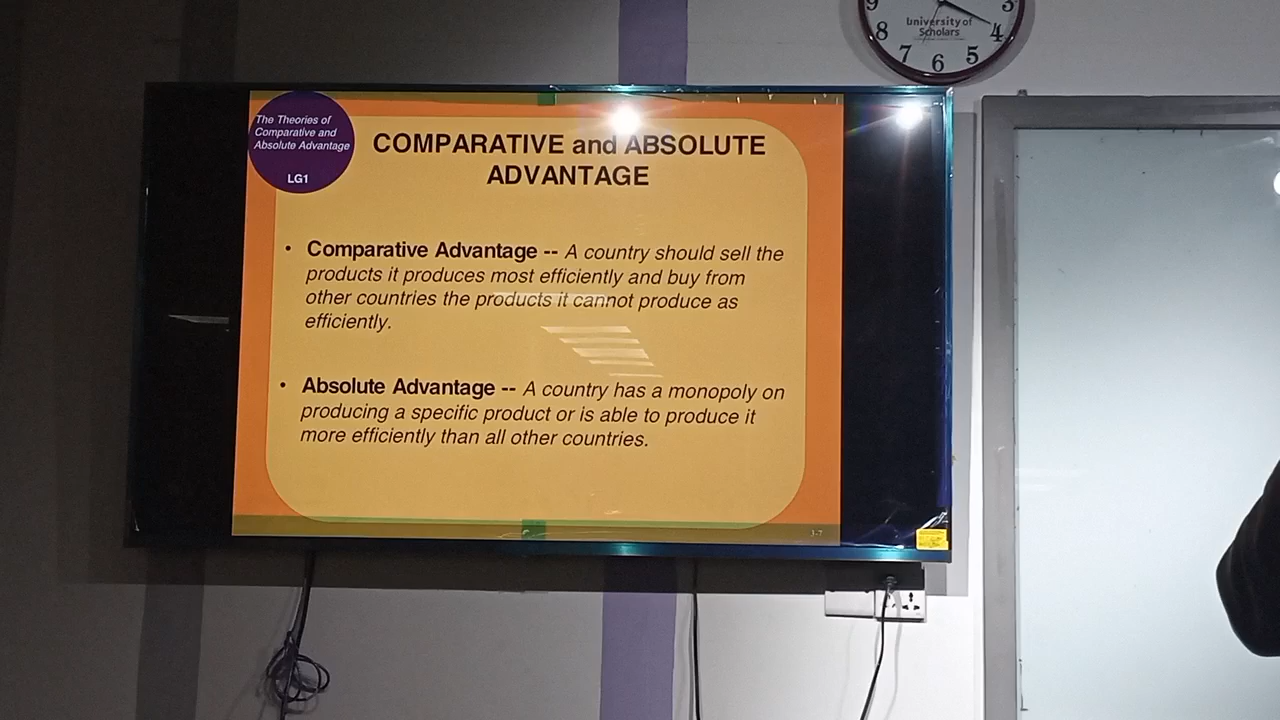 9
3
8
University of
Scholars
4
7
6
5
The Theories of
Comparative and
Absolute Advantage
LG1
COMPARATIVE and ABSOLUTE
ADVANTAGE
• Comparative Advantage -- A country should sell the
products it produces most efficiently and buy from
other countries the products it cannot produce as
efficiently.
• Absolute Advantage -- A country has a monopoly on
producing a specific product or is able to produce it
more efficiently than all other countries.